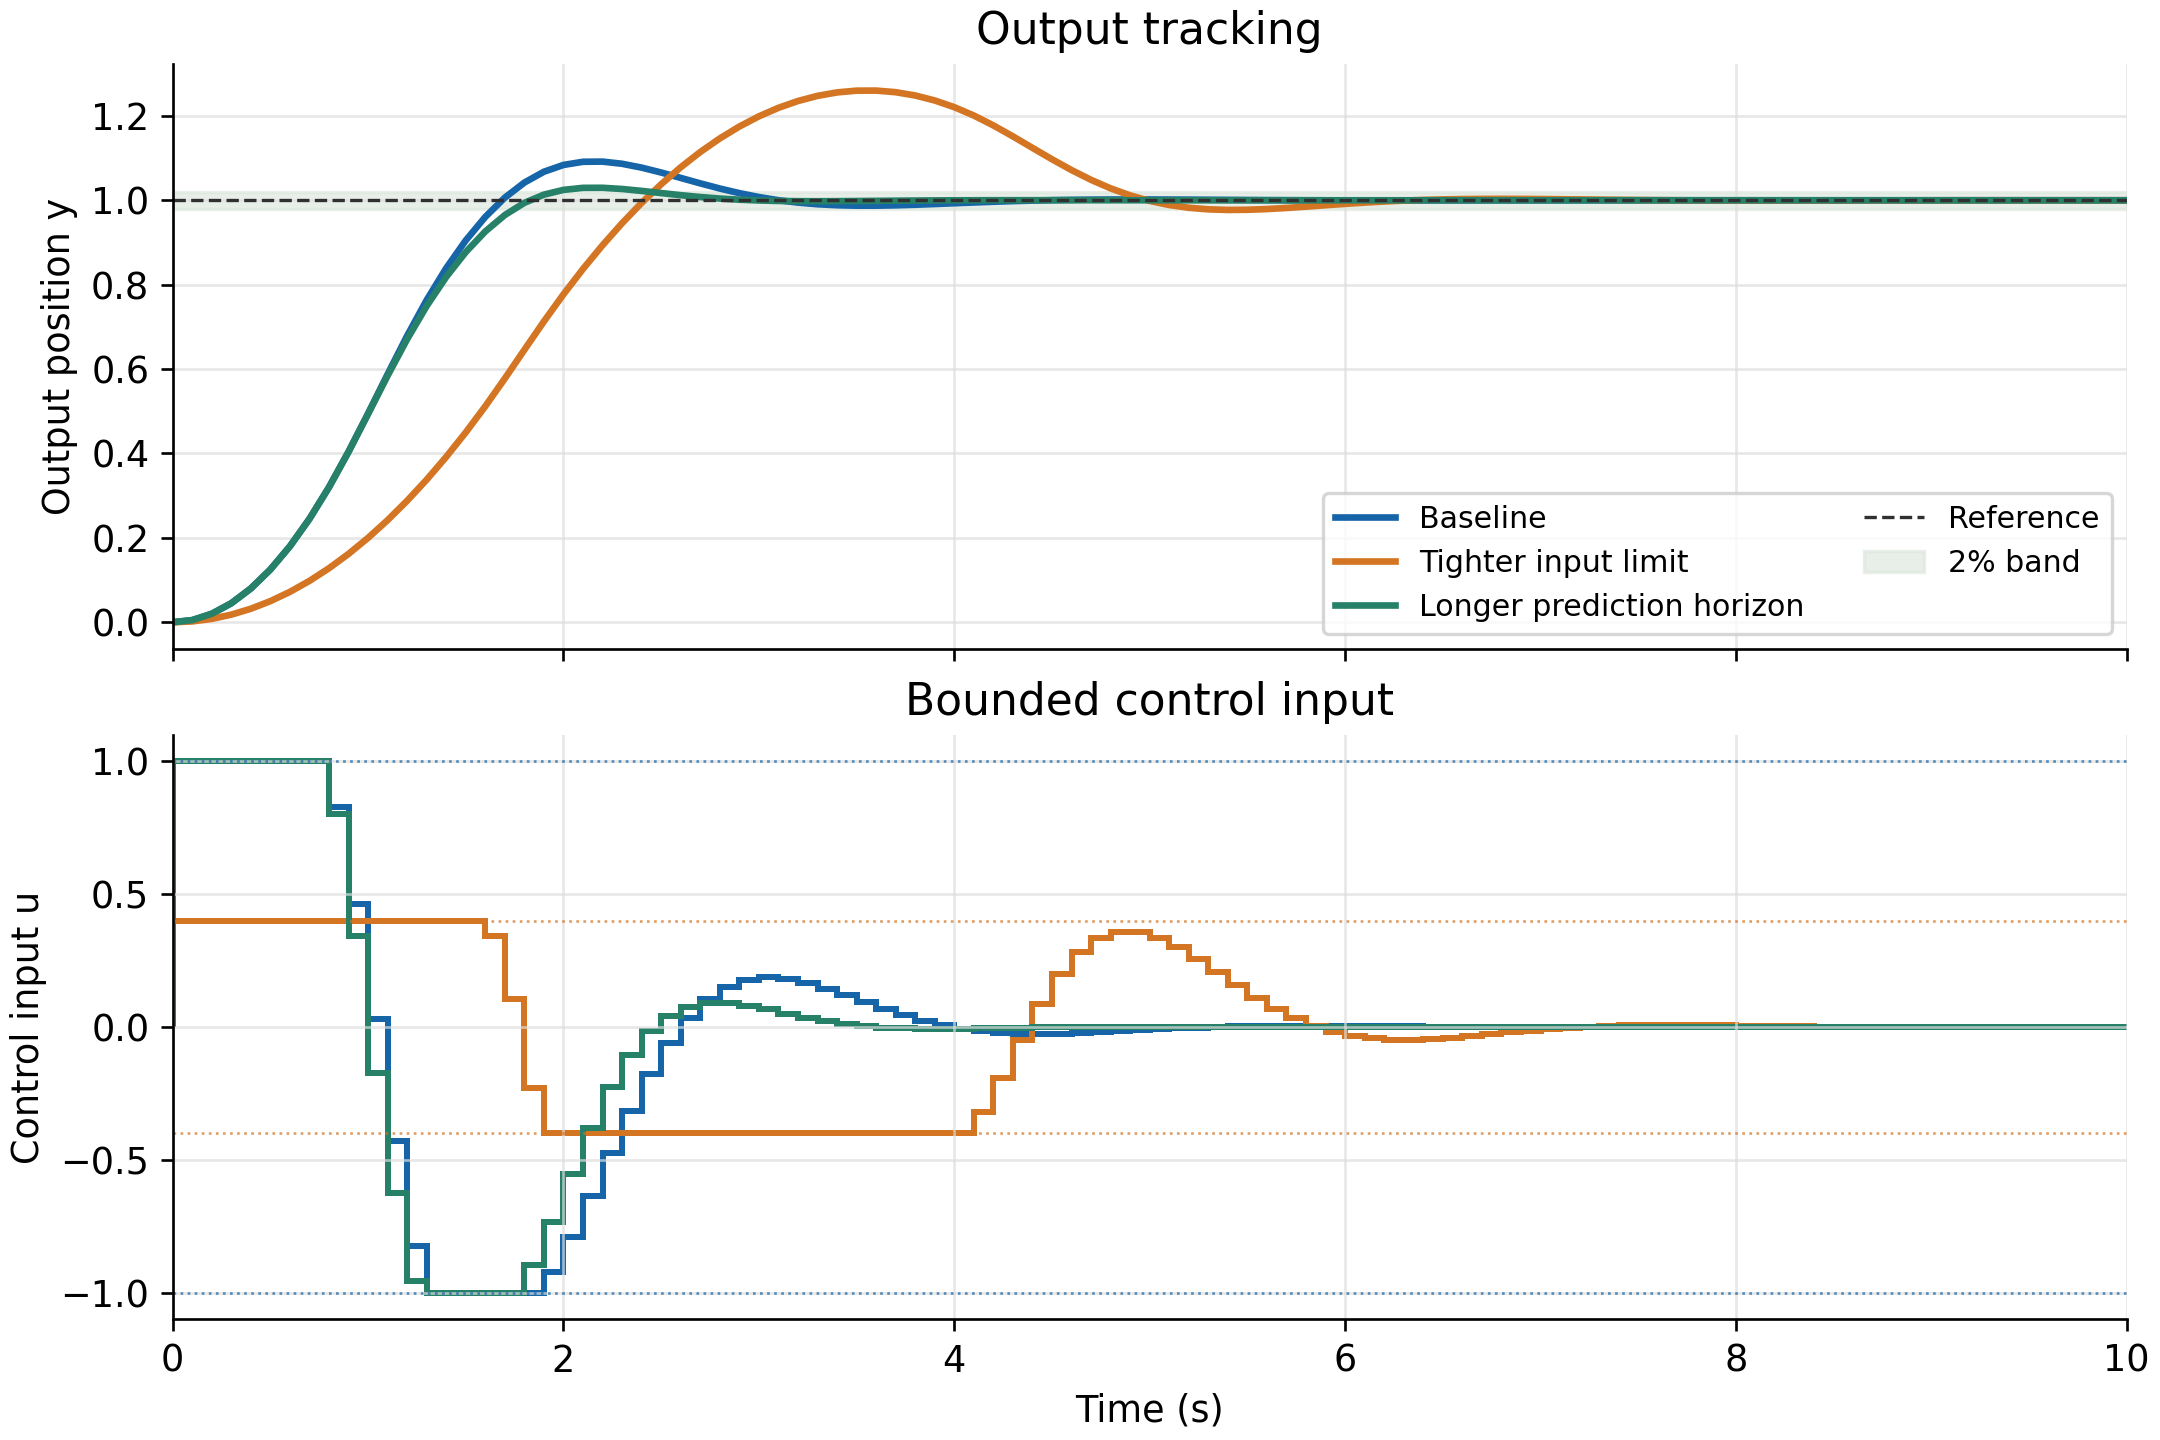 Output tracking
1.2
1.0
0.8
0.6
0.4
0.2
0.0
Output position y
Baseline
Tighter input limit
Longer prediction horizon
Reference
2% band
Bounded control input
1.0
0.5
0.0
−0.5
−1.0
Control input u
0 2 4 6 8 10
Time (s)